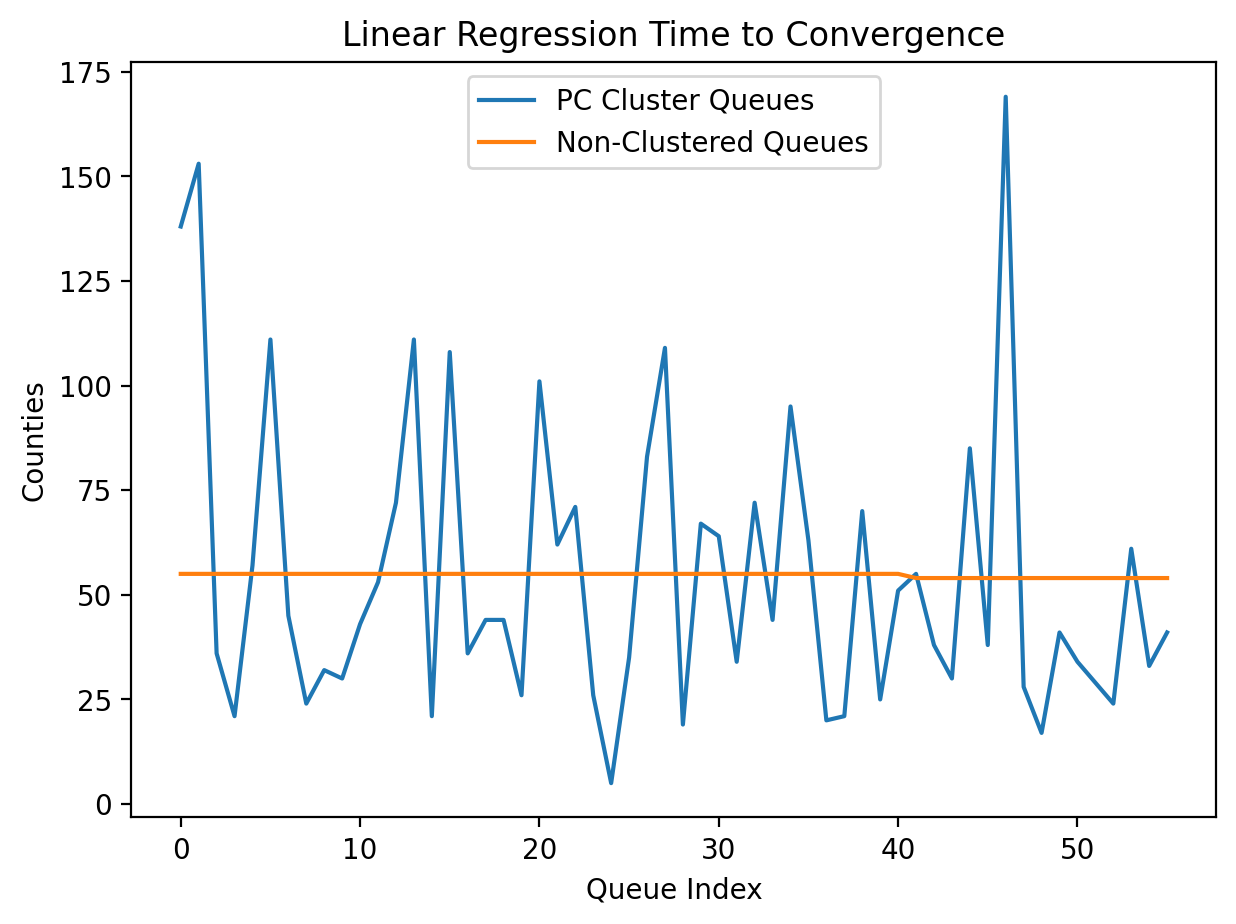 Linear Regression Time to Convergence
PC Cluster Queues
Non-Clustered Queues
Counties
175
150
125
100
75
50
25
0
0 10 20 30 40 50
Queue Index